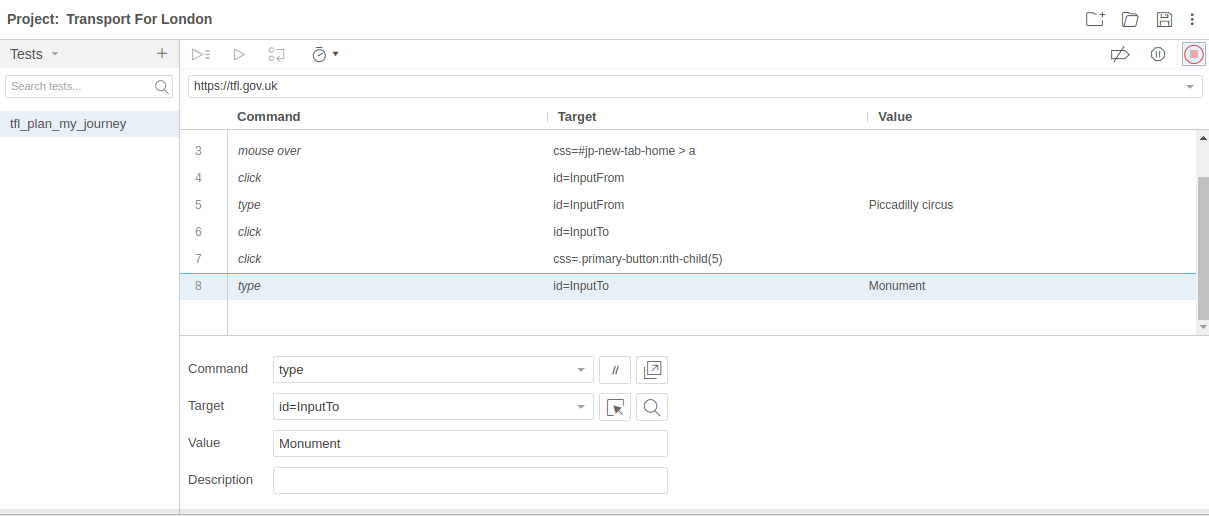 Project: Transport For London
Tests
+
Search tests...
https://tfl.gov.uk
Command Target Value
tfl_plan_my_journey
3 mouse over css=#jp-new-tab-home > a
4 click id=InputFrom
5 type id=InputFrom Piccadilly circus
6 click id=InputTo
7 click css=.primary-button:nth-child(5)
8 type id=InputTo Monument
Command type //
Target id=InputTo
Value Monument
Description